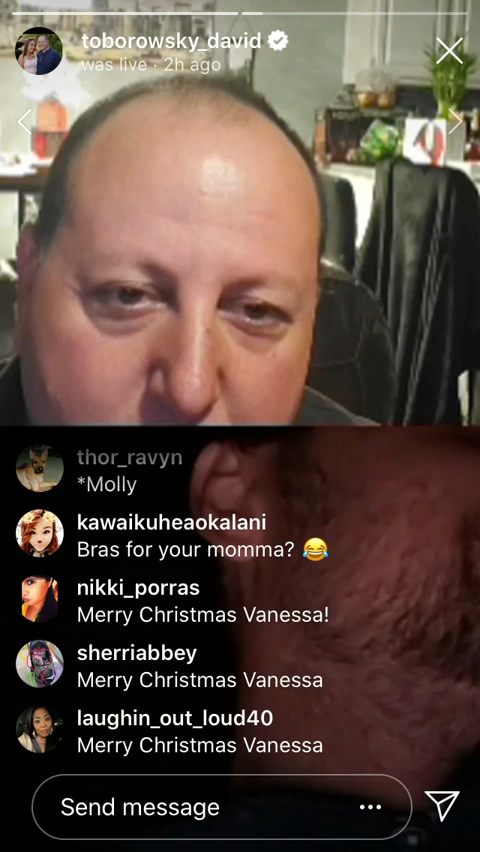 toborowsky_david
was live · 2h ago
thor_ravyn
*Molly
kawaikuheaokalani
Bras for your momma? 😂
nikki_porras
Merry Christmas Vanessa!
sherriabbey
Merry Christmas Vanessa
laughin_out_loud40
Merry Christmas Vanessa
Send message